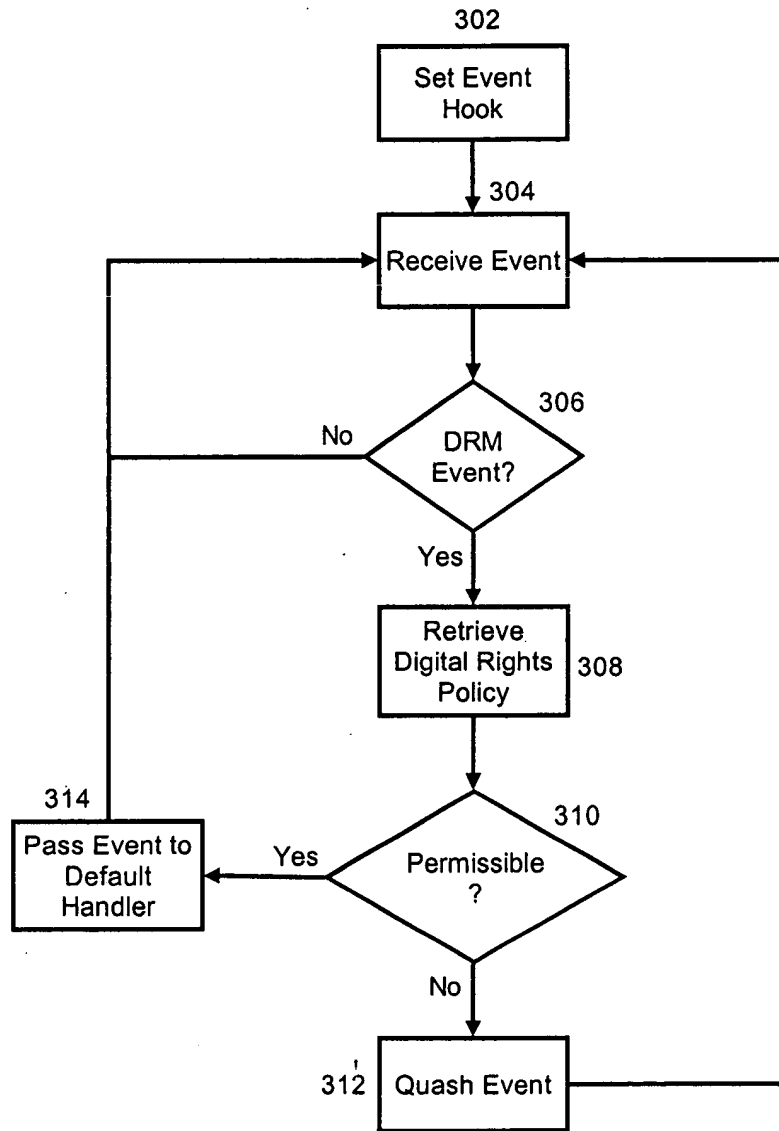 302
Set Event
Hook
304
Receive Event
306
No
DRM
Event?
Yes
Retrieve
Digital Rights
Policy
308
314
310
Pass Event to
Default
Handler
Yes
Permissible
?
No
312
Quash Event